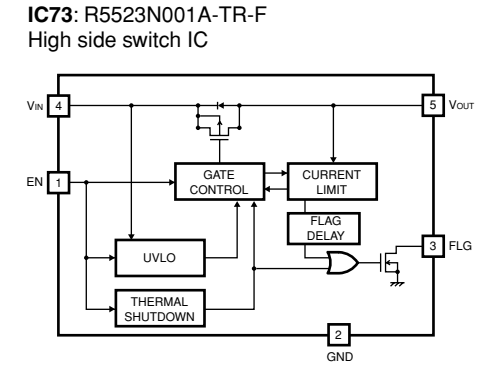 IC73: R5523N001A-TR-F
High side switch IC
VIN 4
5 VOUT
EN 1
GATE
CONTROL
CURRENT
LIMIT
FLAG
DELAY
UVLO
3 FLG
THERMAL
SHUTDOWN
2
GND